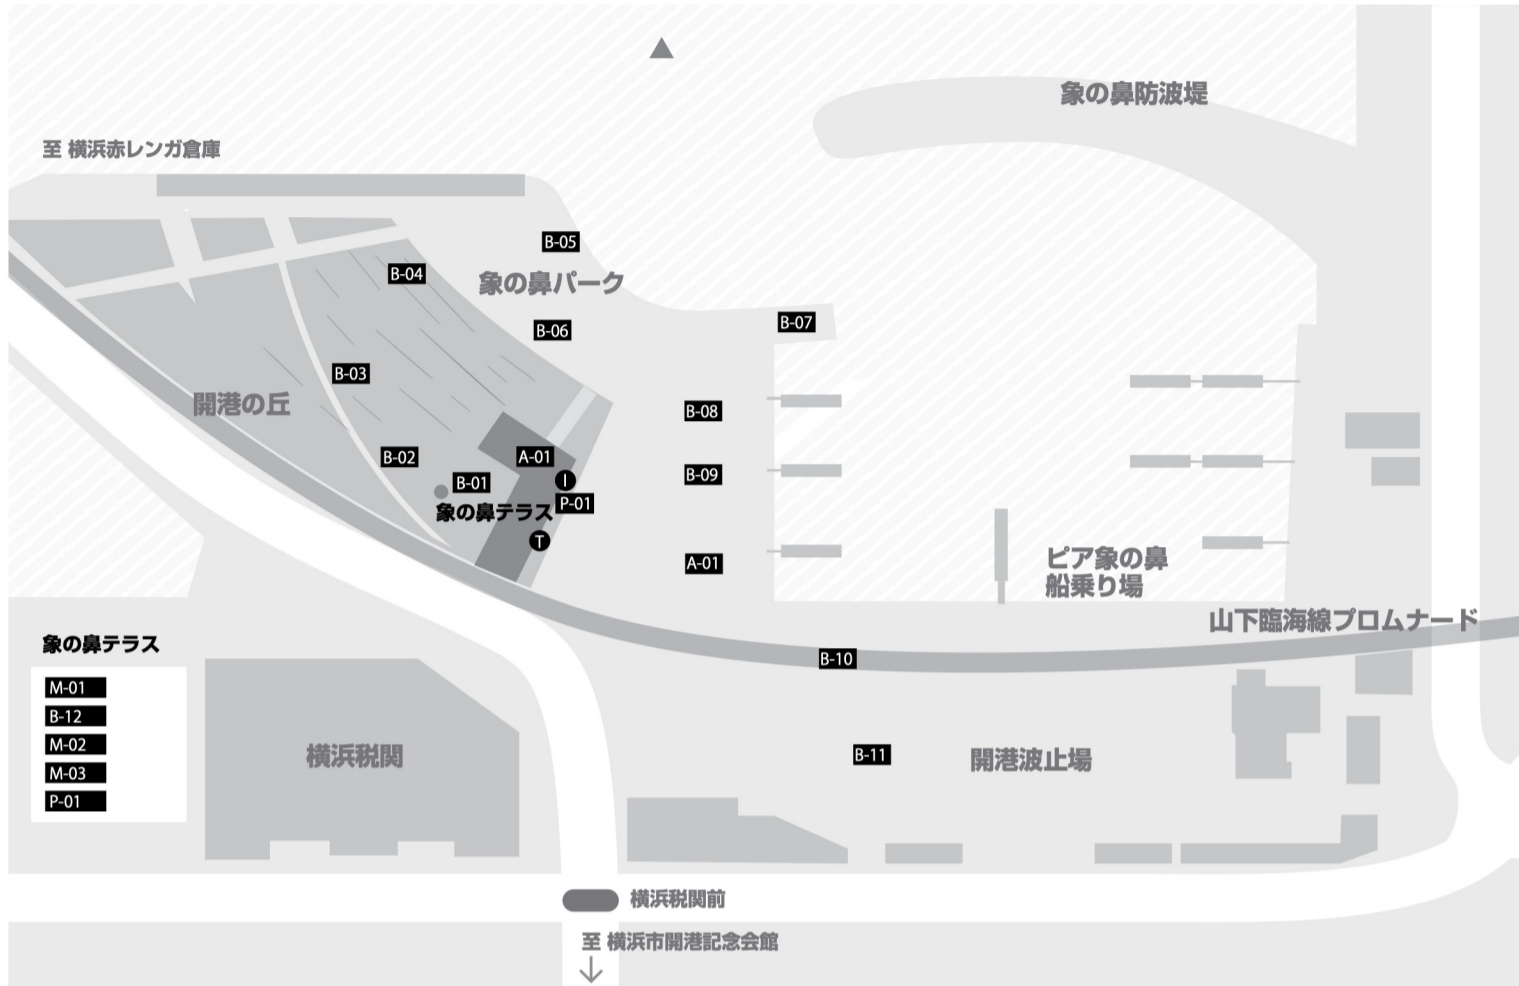 象の鼻防波堤
至 横浜赤レンガ倉庫
B-05
B-04
象の鼻パーク
B-07
B-06
B-03
開港の丘
B-08
B-02
A-01
B-09
B-01
I
P-01
象の鼻テラス
T
A-01
ピア象の鼻
船乗り場
山下臨海線プロムナード
象の鼻テラス
B-10
M-01
B-12
M-02
M-03
P-01
横浜税関
B-11
開港波止場
横浜税関前
至 横浜市開港記念会館